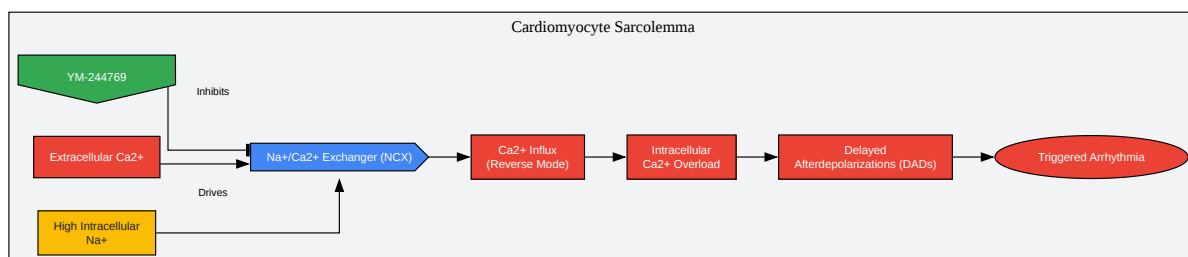 Cardiomyocyte Sarcolemma
YM-244769
Inhibits
Extracellular Ca2+
Na+/Ca2+ Exchanger (NCX)
Ca2+ Influx
(Reverse Mode)
Intracellular
Ca2+ Overload
Delayed
Afterdepolarizations (DADs)
Triggered Arrhythmia
Drives
High Intracellular
Na+